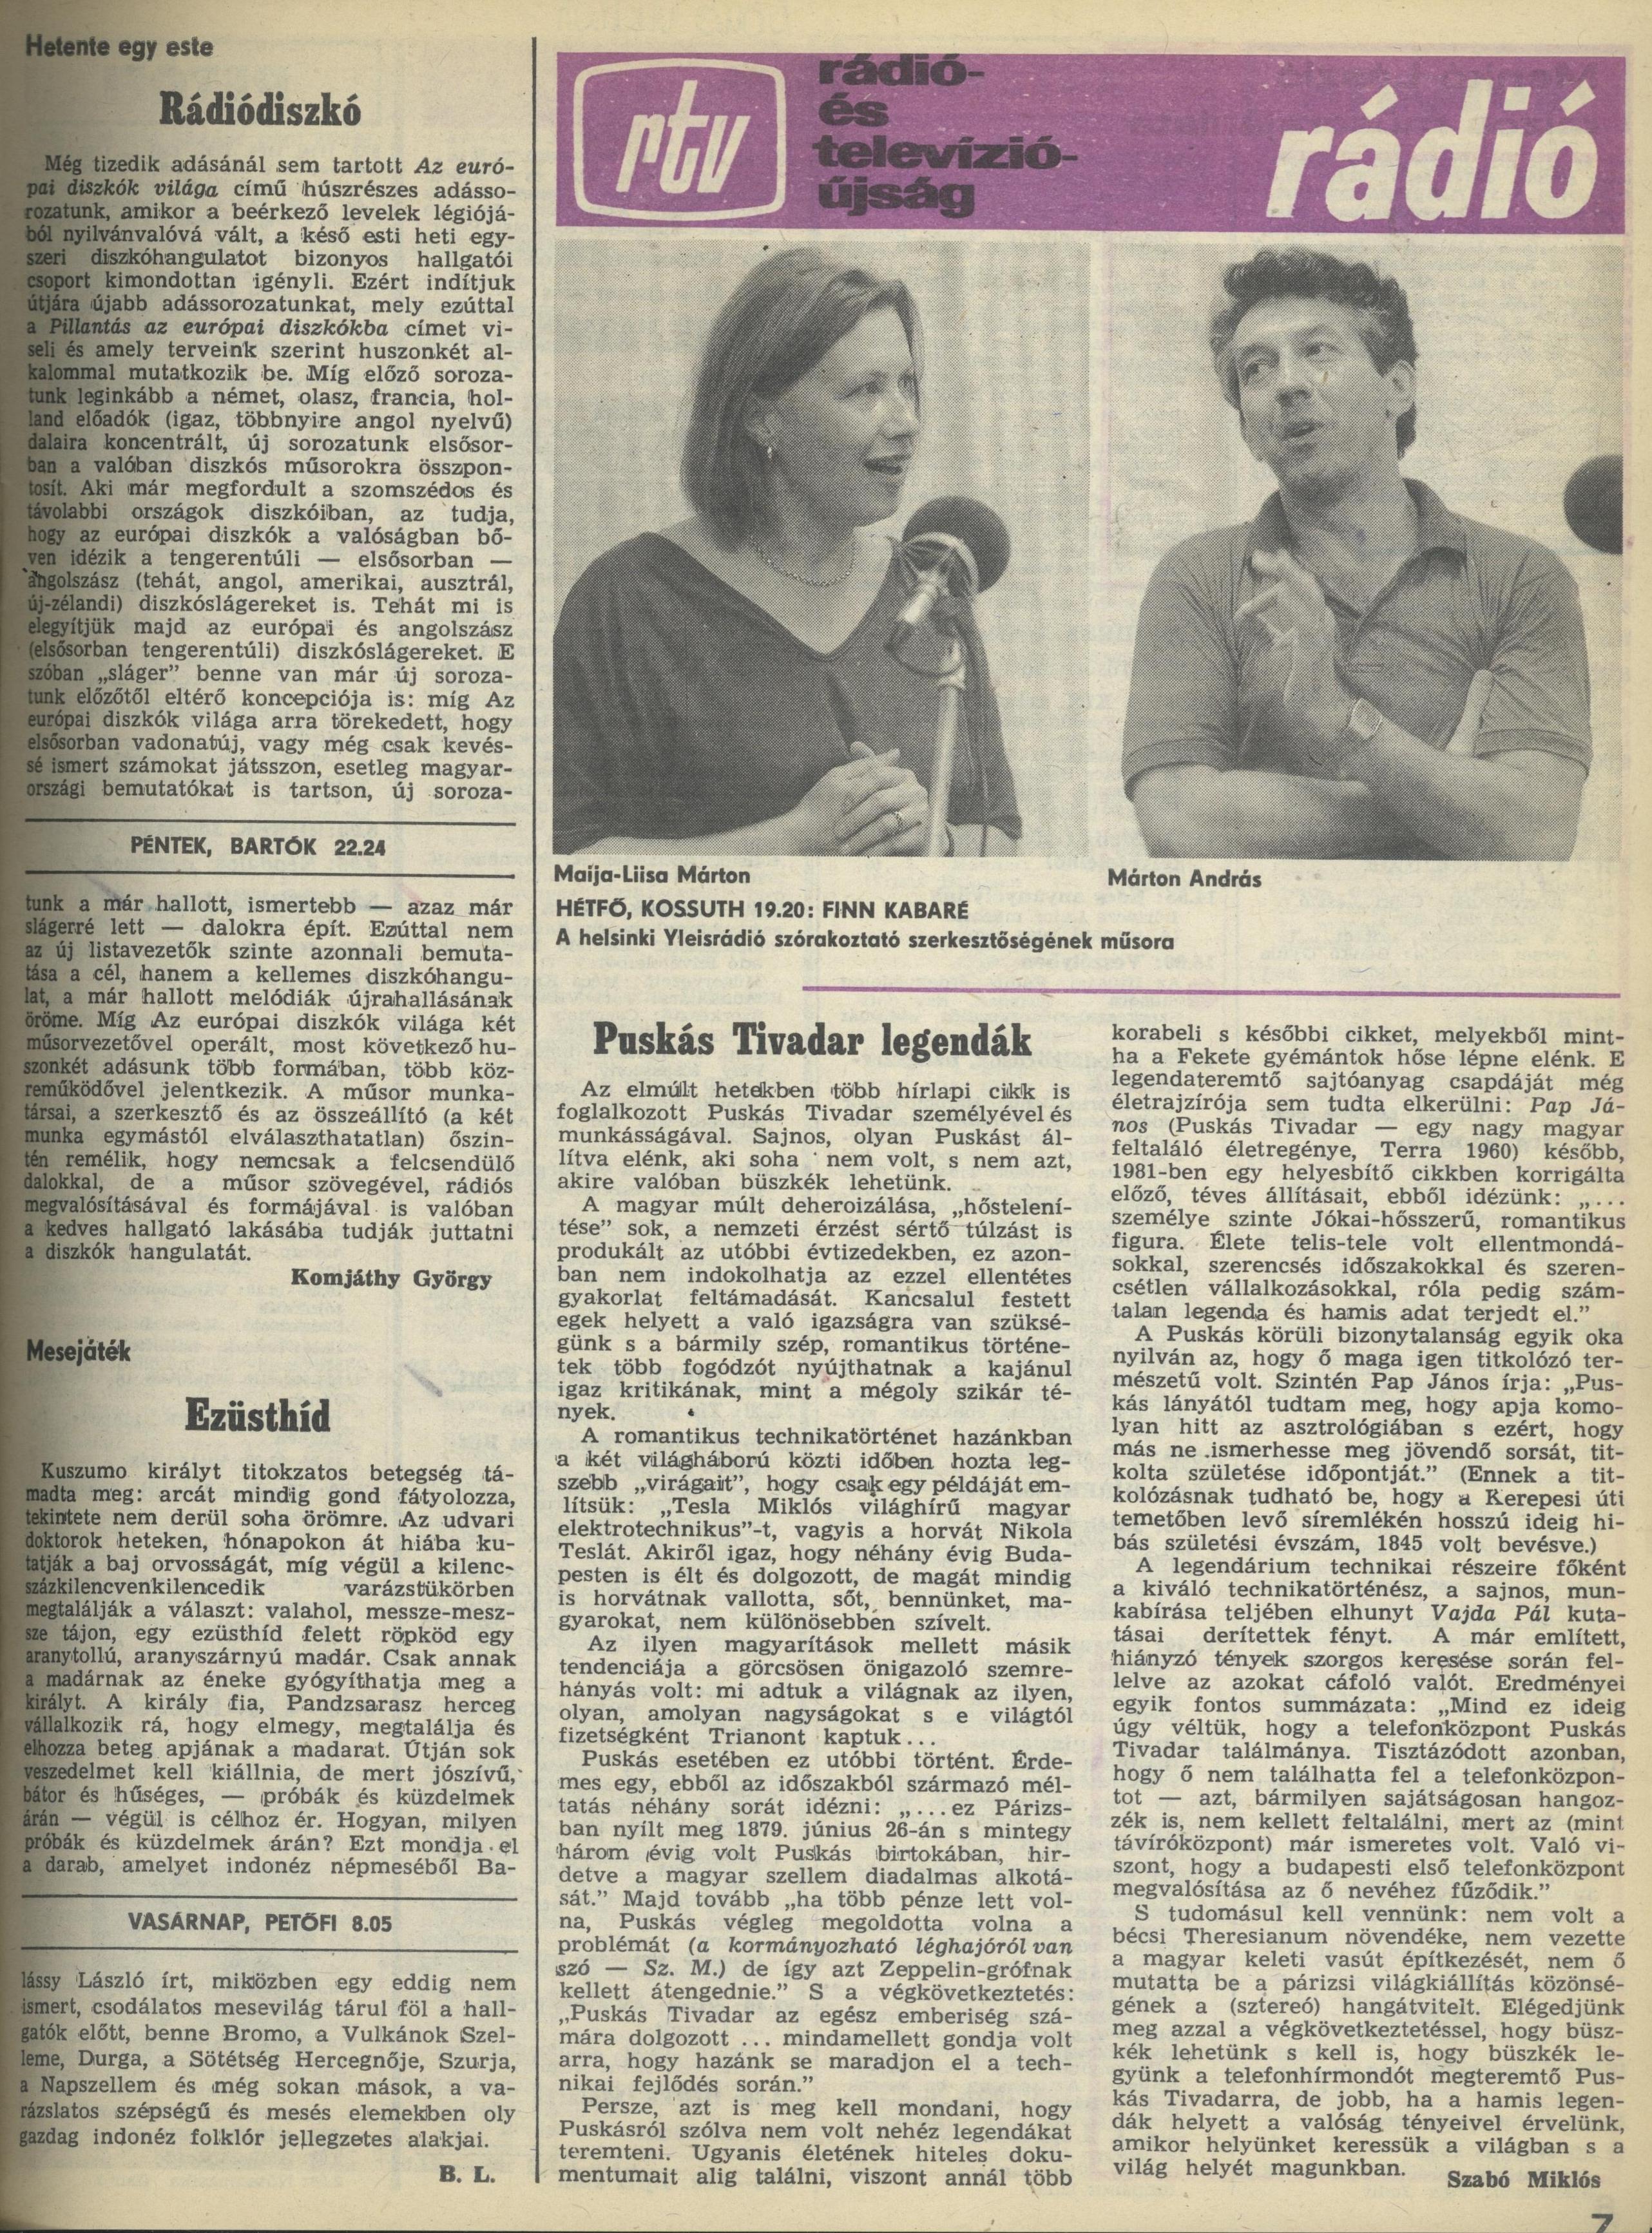 Hetente egy este
Rádiódiszkó
Még tizedik adásánál sem tartott Az euró-
pai diszkók világa című húszrészes adásso-
rozatunk, amikor a beérkező levelek légiójá-
ból nyilvánvalóvá vált, a késő esti heti egy-
szeri diszkóhangulatot bizonyos hallgatói
csoport kimondottan igényli. Ezért indítjuk
útjára újabb adássorozatunkat, mely ezúttal
a Pillantás az európai diszkókba címet vi-
seli és amely terveink szerint huszonkét al-
kalommal mutatkozik be. Míg előző soroza-
tunk leginkább a német, olasz, francia, hol-
land előadók (igaz, többnyire angol nyelvű)
dalaira koncentrált, új sorozatunk elsősor-
ban a valóban diszkós műsorokra összpon-
tosít. Aki már megfordult a szomszédos és
távolabbi országok diszkóiban, az tudja,
hogy az európai diszkók a valóságban bő-
ven idézik a tengerentúli — elsősorban —
angolszász (tehát, angol, amerikai, ausztrál,
új-zélandi) diszkóslágereket is. Tehát mi is
elegyítjük majd az európai és angolszász
(elsősorban tengerentúli) diszkóslágereket. E
szóban „sláger” benne van már új soroza-
tunk előzőtől eltérő koncepciója is: míg Az
európai diszkók világa arra törekedett, hogy
elsősorban vadonatúj, vagy még csak kevés-
sé ismert számokat játsszon, esetleg magyar-
országi bemutatókat is tartson, új soroza-
PÉNTEK, BARTÓK 22.24
tunk a már hallott, ismertebb — azaz már
slágerré lett — dalokra épít. Ezúttal nem
az új listavezetők szinte azonnali bemuta-
tása a cél, hanem a kellemes diszkóhangu-
lat, a már hallott melódiák újrahallásának
öröme. Míg Az európai diszkók világa két
műsorvezetővel operált, most következő hu-
szonkét adásunk több formában, több köz-
reműködővel jelentkezik. A műsor munka-
társai, a szerkesztő és az összeállító (a két
munka egymástól elválaszthatatlan) őszin-
tén remélik, hogy nemcsak a felcsendülő
dalokkal, de a műsor szövegével, rádiós
megvalósításával és formájával is valóban
a kedves hallgató lakásába tudják juttatni
a diszkók hangulatát.
Komjáthy György
Mesejáték
Ezüsthíd
Kuszumo királyt titokzatos betegség tá-
madta meg: arcát mindig gond fátyolozza,
tekintete nem derül soha örömre. Az udvari
doktorok heteken, hónapokon át hiába ku-
tatják a baj orvosságát, míg végül a kilenc-
százkilencvenkilencedik varázstükörben
megtalálják a választ: valahol, messze-mesz-
sze tájon, egy ezüsthíd felett röpköd egy
aranytollú, aranyszárnyú madár. Csak annak
a madárnak az éneke gyógyíthatja meg a
királyt. A király fia, Pandzsarasz herceg
vállalkozik rá, hogy elmegy, megtalálja és
elhozza beteg apjának a madarat. Útján sok
veszedelmet kell kiállnia, de mert jószívű,
bátor és hűséges, — próbák és küzdelmek
árán — végül is célhoz ér. Hogyan, milyen
próbák és küzdelmek árán? Ezt mondja el
a darab, amelyet indonéz népmeséből Ba-
VASÁRNAP, PETŐFI 8.05
lássy László írt, miközben egy eddig nem
ismert, csodálatos mesevilág tárul föl a hall-
gatók előtt, benne Bromo, a Vulkánok Szel-
leme, Durga, a Sötétség Hercegnője, Szurja,
a Napszellem és még sokan mások, a va-
rázslatos szépségű és mesés elemekben oly
gazdag indonéz folklór jellegzetes alakjai.
B. L.
rtv
rádió-
és
televízió-
újság
rádió
Maija-Liisa Márton
Márton András
HÉTFŐ, KOSSUTH 19.20: FINN KABARÉ
A helsinki Yleisrádió szórakoztató szerkesztőségének műsora
Puskás Tivadar legendák
Az elmúlt hetekben több hírlapi cikk is
foglalkozott Puskás Tivadar személyével és
munkásságával. Sajnos, olyan Puskást ál-
lítva elénk, aki soha nem volt, s nem azt,
akire valóban büszkék lehetünk.
A magyar múlt deheroizálása, „hőstelení-
tése” sok, a nemzeti érzést sértő túlzást is
produkált az utóbbi évtizedekben, ez azon-
ban nem indokolhatja az ezzel ellentétes
gyakorlat feltámadását. Kancsalul festett
egek helyett a való igazságra van szüksé-
günk s a bármily szép, romantikus történe-
tek több fogódzót nyújthatnak a kajánul
igaz kritikának, mint a mégoly szikár té-
nyek.
A romantikus technikatörténet hazánkban
a két világháború közti időben hozta leg-
szebb „virágait”, hogy csak egy példáját em-
lítsük: „Tesla Miklós világhírű magyar
elektrotechnikus”-t, vagyis a horvát Nikola
Teslát. Akiről igaz, hogy néhány évig Buda-
pesten is élt és dolgozott, de magát mindig
is horvátnak vallotta, sőt, bennünket, ma-
gyarokat, nem különösebben szívelt.
Az ilyen magyarítások mellett másik
tendenciája a görcsösen önigazoló szemre-
hányás volt: mi adtuk a világnak az ilyen,
olyan, amolyan nagyságokat s e világtól
fizetségként Trianont kaptuk...
Puskás esetében ez utóbbi történt. Érde-
mes egy, ebből az időszakból származó mél-
tatás néhány sorát idézni: „...ez Párizs-
ban nyílt meg 1879. június 26-án s mintegy
három évig volt Puskás birtokában, hir-
detve a magyar szellem diadalmas alkotá-
sát.” Majd tovább „ha több pénze lett vol-
na, Puskás végleg megoldotta volna a
problémát (a kormányozható léghajóról van
szó — Sz. M.) de így azt Zeppelin-grófnak
kellett átengednie.” S a végkövetkeztetés:
„Puskás Tivadar az egész emberiség szá-
mára dolgozott ... mindamellett gondja volt
arra, hogy hazánk se maradjon el a tech-
nikai fejlődés során.”
Persze, azt is meg kell mondani, hogy
Puskásról szólva nem volt nehéz legendákat
teremteni. Ugyanis életének hiteles doku-
mentumait alig találni, viszont annál több
korabeli s későbbi cikket, melyekből mint-
ha a Fekete gyémántok hőse lépne elénk. E
legendateremtő sajtóanyag csapdáját még
életrajzírója sem tudta elkerülni: Pap Já-
nos (Puskás Tivadar — egy nagy magyar
feltaláló életregénye, Terra 1960) később,
1981-ben egy helyesbítő cikkben korrigálta
előző, téves állításait, ebből idézünk: „...
személye szinte Jókai-hősszerű, romantikus
figura. Élete telis-tele volt ellentmondá-
sokkal, szerencsés időszakokkal és szeren-
csétlen vállalkozásokkal, róla pedig szám-
talan legenda és hamis adat terjedt el.”
A Puskás körüli bizonytalanság egyik oka
nyilván az, hogy ő maga igen titkolózó ter-
mészetű volt. Szintén Pap János írja: „Pus-
kás lányától tudtam meg, hogy apja komo-
lyan hitt az asztrológiában s ezért, hogy
más ne ismerhesse meg jövendő sorsát, tit-
kolta születése időpontját.” (Ennek a tit-
kolózásnak tudható be, hogy a Kerepesi úti
temetőben levő síremlékén hosszú ideig hi-
bás születési évszám, 1845 volt bevésve.)
A legendárium technikai részeire főként
a kiváló technikatörténész, a sajnos, mun-
kabírása teljében elhunyt Vajda Pál kuta-
tásai derítettek fényt. A már említett,
hiányzó tények szorgos keresése során fel-
lelve az azokat cáfoló valót. Eredményei
egyik fontos summázata: „Mind ez ideig
úgy véltük, hogy a telefonközpont Puskás
Tivadar találmánya. Tisztázódott azonban,
hogy ő nem találhatta fel a telefonközpon-
tot — azt, bármilyen sajátságosan hangoz-
zék is, nem kellett feltalálni, mert az (mint
távíróközpont) már ismeretes volt. Való vi-
szont, hogy a budapesti első telefonközpont
megvalósítása az ő nevéhez fűződik.”
S tudomásul kell vennünk: nem volt a
bécsi Theresianum növendéke, nem vezette
a magyar keleti vasút építkezését, nem ő
mutatta be a párizsi világkiállítás közönsé-
gének a (sztereó) hangátvitelt. Elégedjünk
meg azzal a végkövetkeztetéssel, hogy büsz-
kék lehetünk s kell is, hogy büszkék le-
gyünk a telefonhírmondót megteremtő Pus-
kás Tivadarra, de jobb, ha a hamis legen-
dák helyett a valóság tényeivel érvelünk,
amikor helyünket keressük a világban s a
világ helyét magunkban.
Szabó Miklós
7